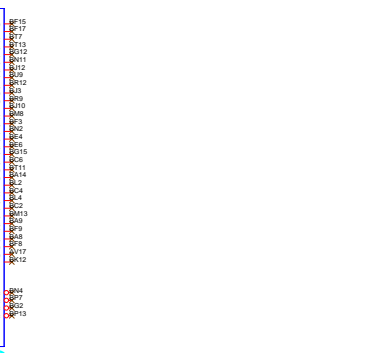 BF15
BF17
BT7
BT13
BG12
BN11
BJ12
BU9
BR12
BJ3
BR9
BJ10
BM8
BF3
BN2
BE4
BE6
BG15
BC6
BT11
BA14
BL2
BC4
BL4
BC2
BM13
BA9
BF9
BA8
BF8
AV17
BK12
BN4
BP7
BG2
BP13